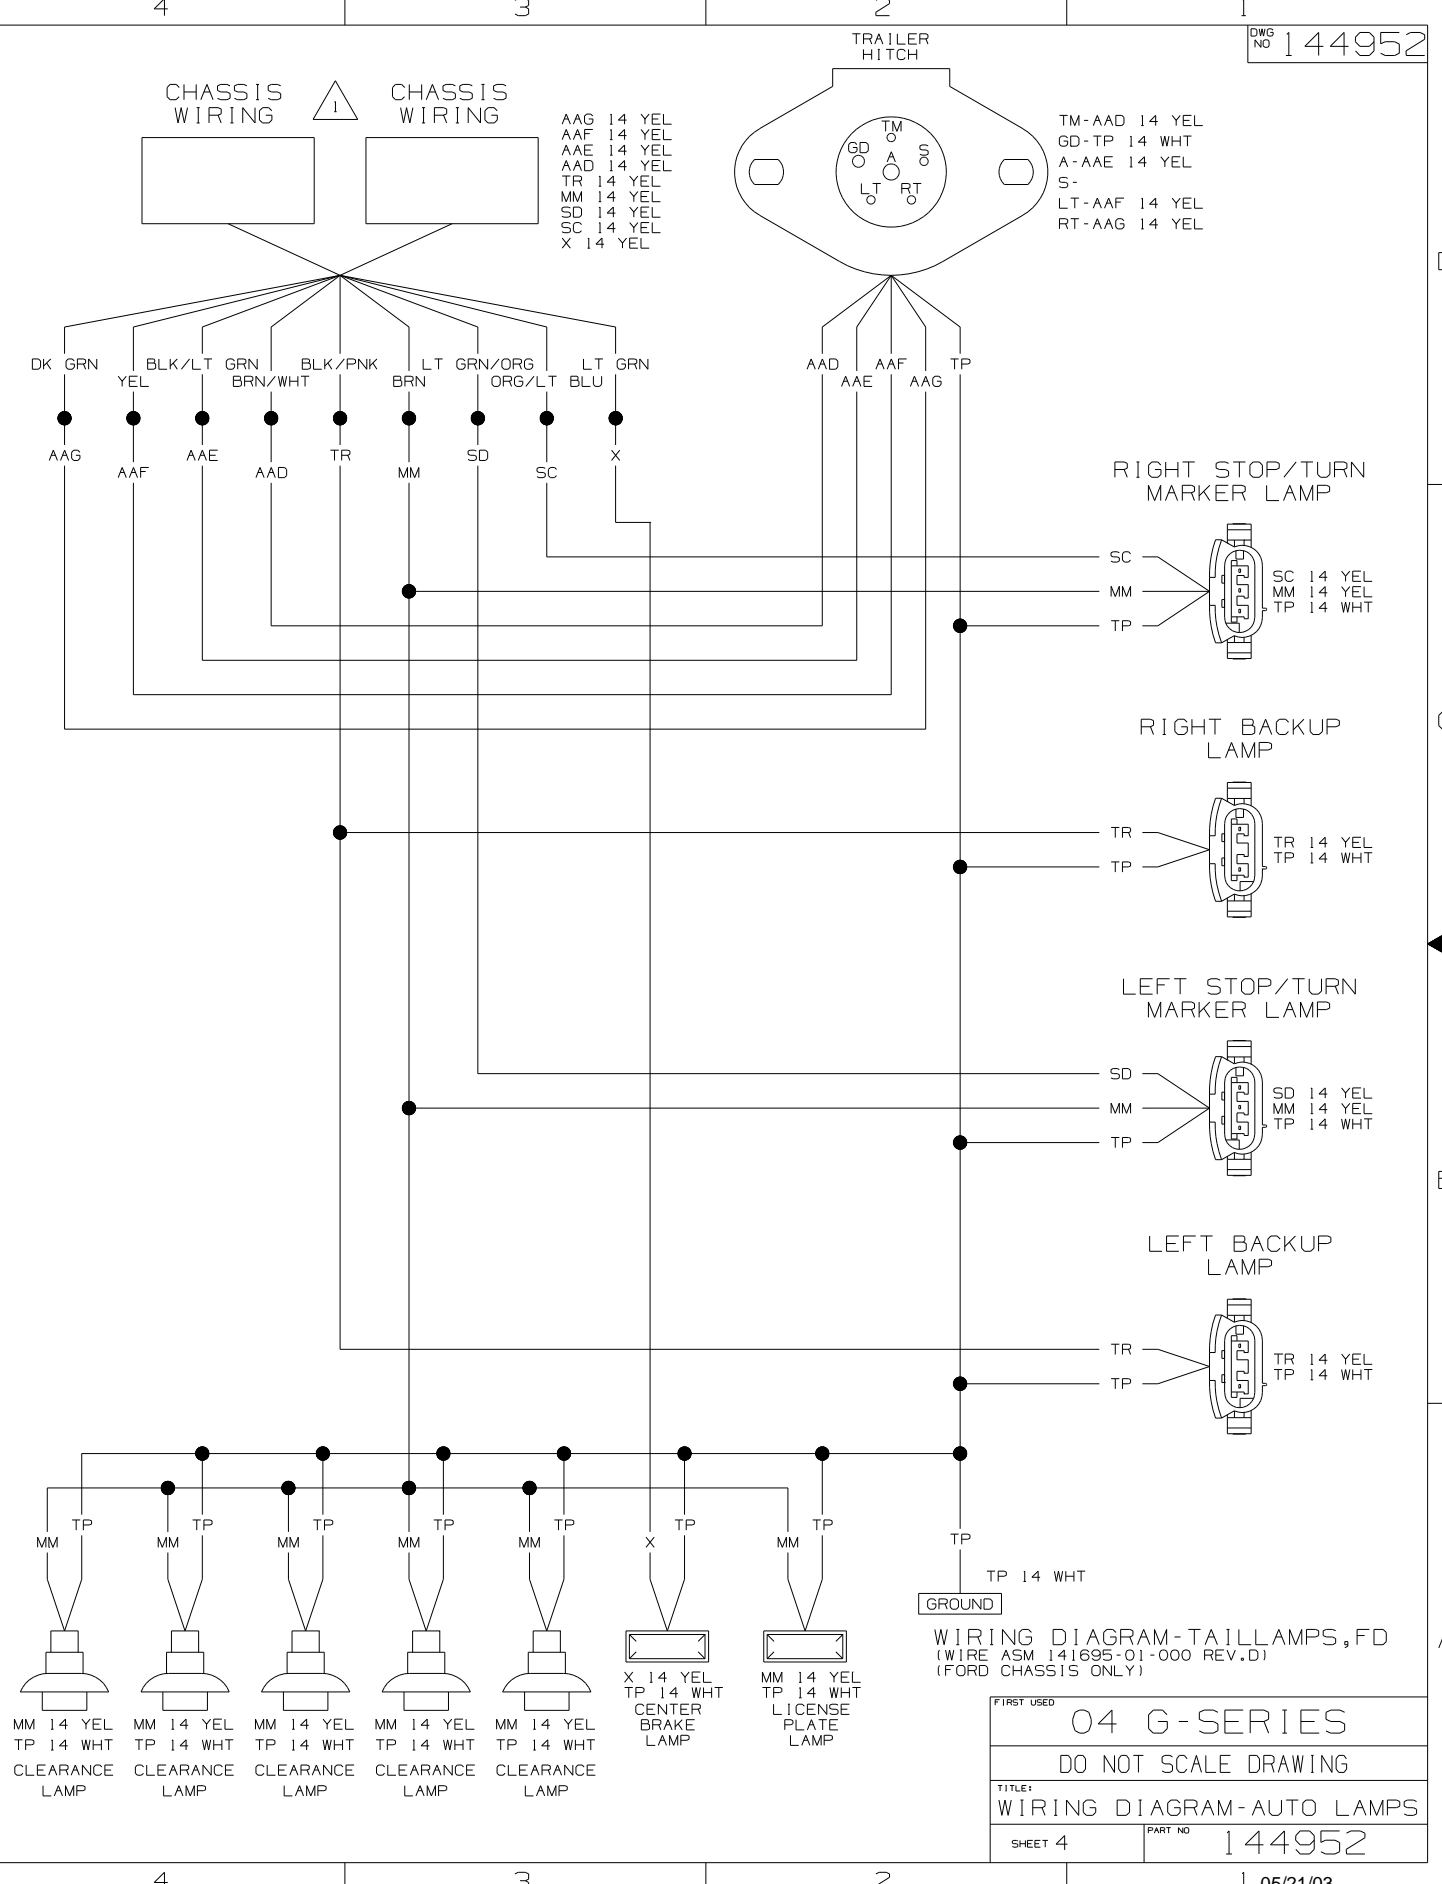 4 3 2 1
DWG NO 144952
TRAILER
HITCH
CHASSIS
WIRING
1
CHASSIS
WIRING
AAG 14 YEL
AAF 14 YEL
AAE 14 YEL
AAD 14 YEL
TR 14 YEL
MM 14 YEL
SD 14 YEL
SC 14 YEL
X 14 YEL
TM
GD
A
S
LT
RT
TM-AAD 14 YEL
GD-TP 14 WHT
A-AAE 14 YEL
S-
LT-AAF 14 YEL
RT-AAG 14 YEL
DK GRN
YEL
BLK/LT GRN
BRN/WHT
BLK/PNK
BRN
LT GRN/ORG
ORG/LT BLU
LT GRN
AAD
AAE
AAF
AAG
TP
AAG
AAF
AAE
AAD
TR
MM
SD
SC
X
RIGHT STOP/TURN
MARKER LAMP
SC
MM
TP
SC 14 YEL
MM 14 YEL
TP 14 WHT
RIGHT BACKUP
LAMP
TR
TP
TR 14 YEL
TP 14 WHT
LEFT STOP/TURN
MARKER LAMP
SD
MM
TP
SD 14 YEL
MM 14 YEL
TP 14 WHT
LEFT BACKUP
LAMP
TR
TP
TR 14 YEL
TP 14 WHT
MM
TP
MM
TP
MM
TP
MM
TP
MM
TP
X
TP
MM
TP
TP
TP 14 WHT
GROUND
MM 14 YEL
TP 14 WHT
CLEARANCE
LAMP
MM 14 YEL
TP 14 WHT
CLEARANCE
LAMP
MM 14 YEL
TP 14 WHT
CLEARANCE
LAMP
MM 14 YEL
TP 14 WHT
CLEARANCE
LAMP
MM 14 YEL
TP 14 WHT
CLEARANCE
LAMP
X 14 YEL
TP 14 WHT
CENTER
BRAKE
LAMP
MM 14 YEL
TP 14 WHT
LICENSE
PLATE
LAMP
WIRING DIAGRAM-TAILLAMPS,FD
(WIRE ASM 141695-01-000 REV.D)
(FORD CHASSIS ONLY)
FIRST USED
04 G-SERIES
DO NOT SCALE DRAWING
TITLE:
WIRING DIAGRAM-AUTO LAMPS
SHEET 4
PART NO 144952
4 3 2 1
05/21/03